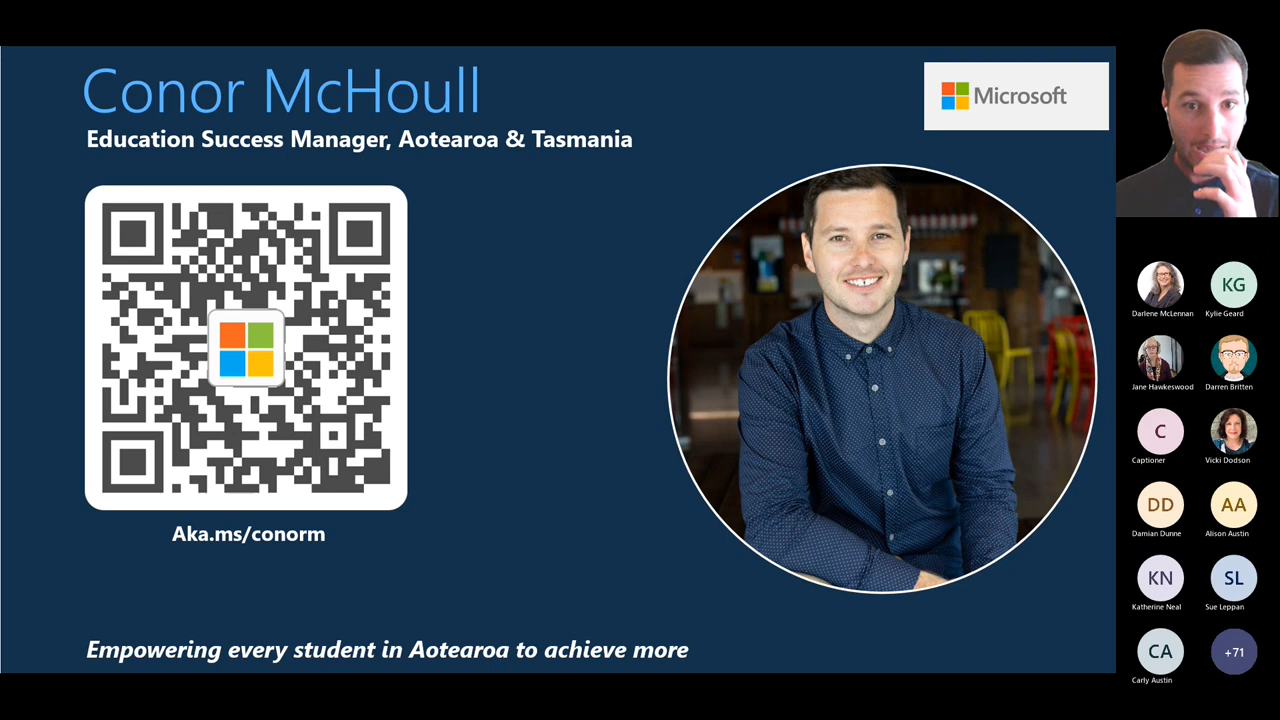 Conor McHoull
Education Success Manager, Aotearoa & Tasmania
Microsoft
Aka.ms/conorm
Empowering every student in Aotearoa to achieve more
Darlene McLennan
KG
Kylie Geard
Jane Hawkeswood
Darren Britten
C
Captioner
Vicki Dodson
DD
Damian Dunne
AA
Alison Austin
KN
Katherine Neal
SL
Sue Leppan
CA
Carly Austin
+71